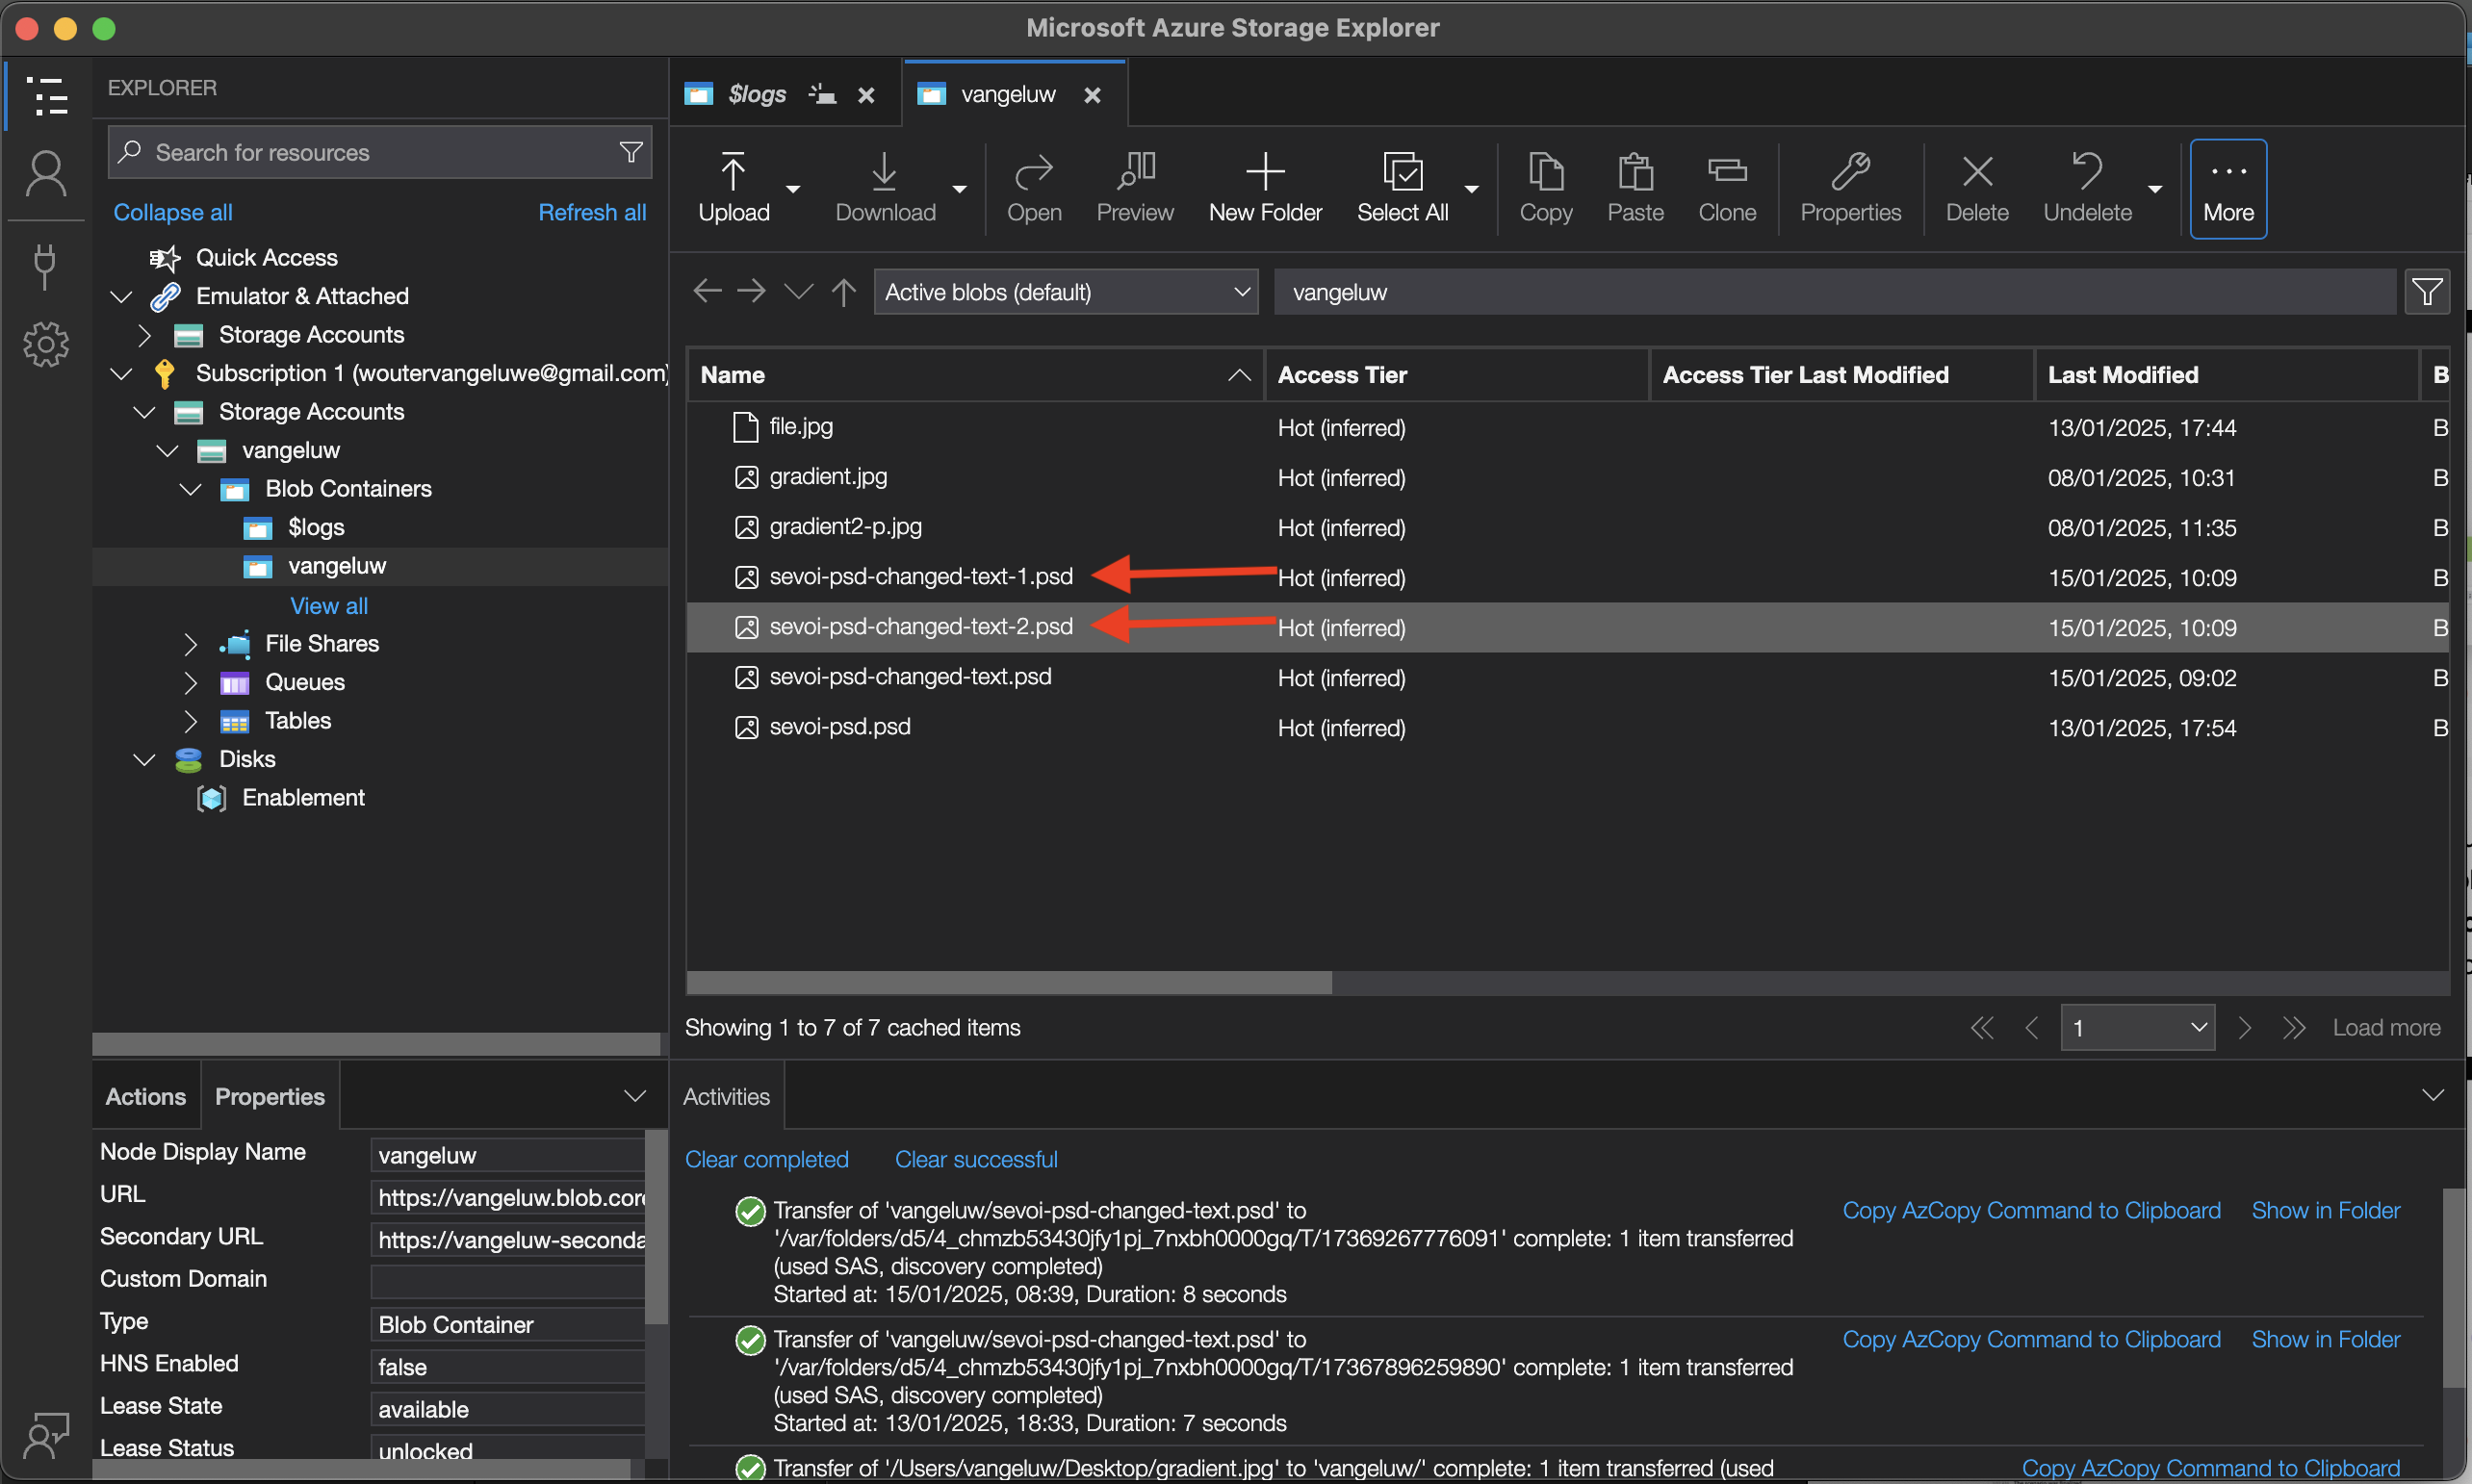 Microsoft Azure Storage Explorer
EXPLORER
Search for resources
Collapse all
Refresh all
Quick Access
Emulator & Attached
Storage Accounts
Subscription 1 (woutervangeluwe@gmail.com)
Storage Accounts
vangeluw
Blob Containers
$logs
vangeluw
View all
File Shares
Queues
Tables
Disks
Enablement
Actions
Properties
Node Display Name
vangeluw
URL
https://vangeluw.blob.core
Secondary URL
https://vangeluw-seconda
Custom Domain
Type
Blob Container
HNS Enabled
false
Lease State
available
Lease Status
unlocked
$logs
vangeluw
Upload
Download
Open
Preview
New Folder
Select All
Copy
Paste
Clone
Properties
Delete
Undelete
More
Active blobs (default)
vangeluw
Name
Access Tier
Access Tier Last Modified
Last Modified
B
file.jpg
Hot (inferred)
13/01/2025, 17:44
B
gradient.jpg
Hot (inferred)
08/01/2025, 10:31
B
gradient2-p.jpg
Hot (inferred)
08/01/2025, 11:35
B
sevoi-psd-changed-text-1.psd
Hot (inferred)
15/01/2025, 10:09
B
sevoi-psd-changed-text-2.psd
Hot (inferred)
15/01/2025, 10:09
B
sevoi-psd-changed-text.psd
Hot (inferred)
15/01/2025, 09:02
B
sevoi-psd.psd
Hot (inferred)
13/01/2025, 17:54
B
Showing 1 to 7 of 7 cached items
1
Load more
Activities
Clear completed
Clear successful
Transfer of 'vangeluw/sevoi-psd-changed-text.psd' to
'/var/folders/d5/4_chmzb53430jfy1pj_7nxbh0000gq/T/17369267776091' complete: 1 item transferred
(used SAS, discovery completed)
Started at: 15/01/2025, 08:39, Duration: 8 seconds
Copy AzCopy Command to Clipboard
Show in Folder
Transfer of 'vangeluw/sevoi-psd-changed-text.psd' to
'/var/folders/d5/4_chmzb53430jfy1pj_7nxbh0000gq/T/17367896259890' complete: 1 item transferred
(used SAS, discovery completed)
Started at: 13/01/2025, 18:33, Duration: 7 seconds
Copy AzCopy Command to Clipboard
Show in Folder
Transfer of '/Users/vangeluw/Desktop/gradient.jpg' to 'vangeluw/' complete: 1 item transferred (used
Copy AzCopy Command to Clipboard